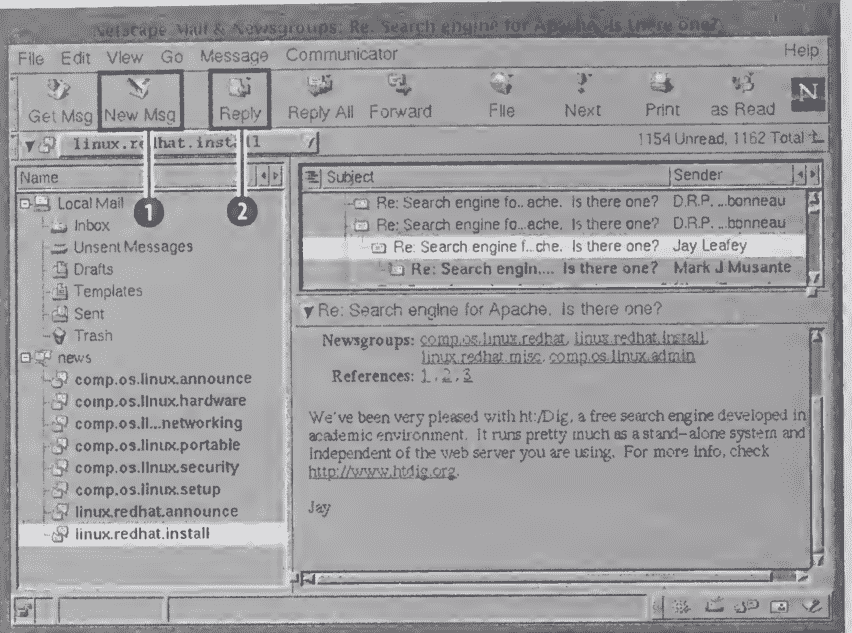 Netscape Mail & Newsgroups: Re: Search engine for Apache. Is there one?
File Edit View Go Message Communicator Help
Get Msg New Msg Reply Reply All Forward File Next Print as Read N
linux.redhat.install 1154 Unread, 1162 Total
1 2
Name
Local Mail
Inbox
Unsent Messages
Drafts
Templates
Sent
Trash
news
comp.os.linux.announce
comp.os.linux.hardware
comp.os.li...networking
comp.os.linux.portable
comp.os.linux.security
comp.os.linux.setup
linux.redhat.announce
linux.redhat.install
Subject Sender
Re: Search engine fo..ache. Is there one? D.R.P. ...bonneau
Re: Search engine fo..ache. Is there one? D.R.P. ...bonneau
Re: Search engine f..che. Is there one? Jay Leafey
Re: Search engin.... Is there one? Mark J Musante
Re: Search engine for Apache. Is there one?
Newsgroups: comp.os.linux.redhat, linux.redhat.install,
linux.redhat.misc, comp.os.linux.admin
References: 1, 2, 3
We've been very pleased with ht:/Dig, a free search engine developed in
academic environment. It runs pretty much as a stand-alone system and
independent of the web server you are using. For more info, check
http://www.htdig.org.
Jay